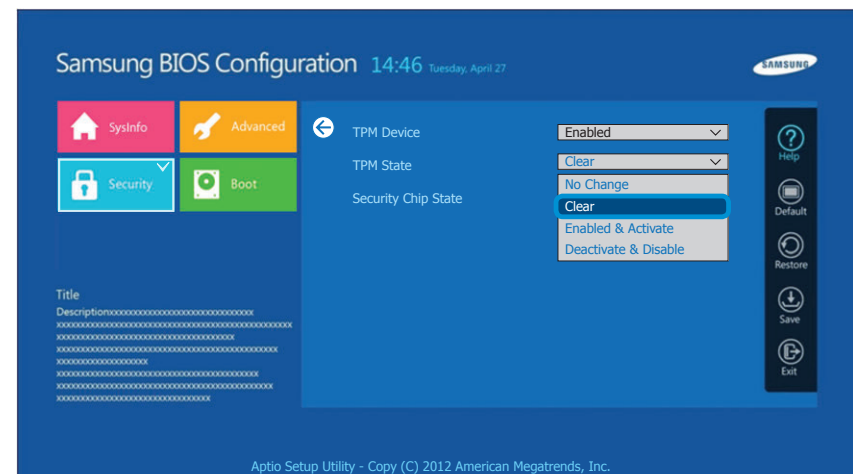 Samsung BIOS Configuration 14:46 Tuesday, April 27
SAMSUNG
SysInfo
Advanced
Security
Boot
TPM Device
Enabled
TPM State
Clear
Security Chip State
No Change
Clear
Enabled & Activate
Deactivate & Disable
Help
Default
Restore
Save
Exit
Title
Aptio Setup Utility - Copy (C) 2012 American Megatrends, Inc.